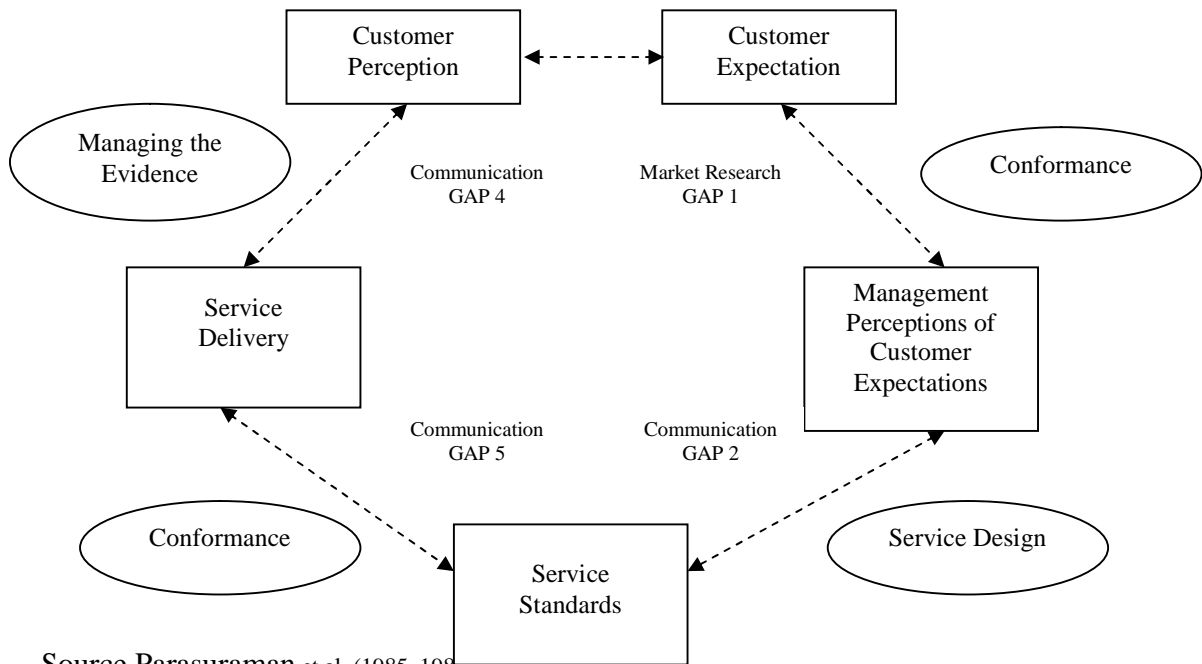 Customer
Perception
Customer
Expectation
Managing the
Evidence
Communication
GAP 4
Market Research
GAP 1
Conformance
Service
Delivery
Management
Perceptions of
Customer
Expectations
Communication
GAP 5
Communication
GAP 2
Conformance
Service Design
Service
Standards
Source Parasuraman et al. (1985,